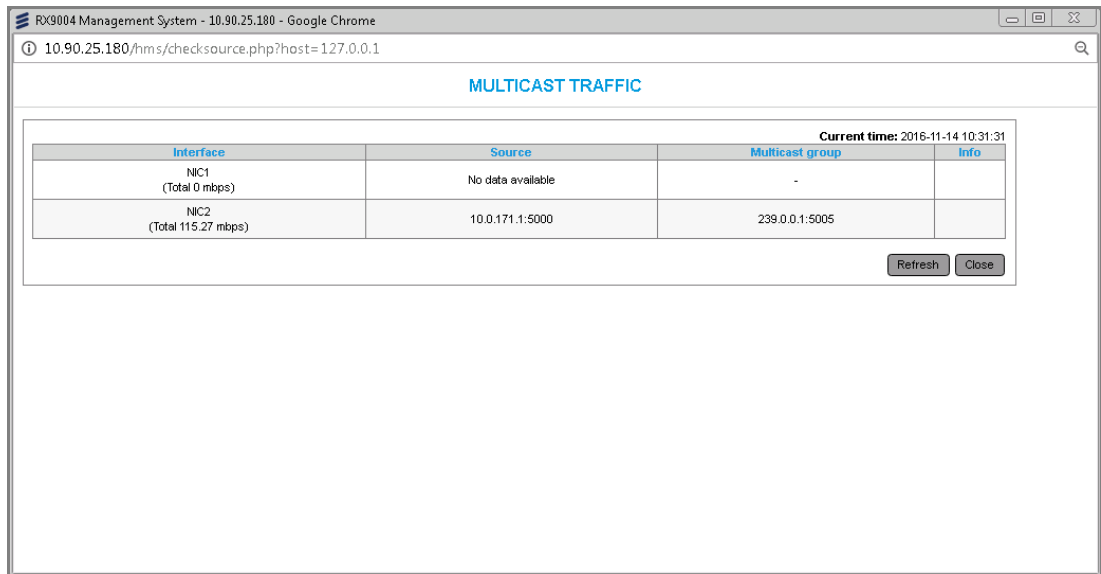 RX9004 Management System - 10.90.25.180 - Google Chrome
10.90.25.180/hms/checksource.php?host=127.0.0.1
MULTICAST TRAFFIC
Current time: 2016-11-14 10:31:31
Interface Source Multicast group Info
NIC1
(Total 0 mbps) No data available -
NIC2
(Total 115.27 mbps) 10.0.171.1:5000 239.0.0.1:5005
Refresh Close